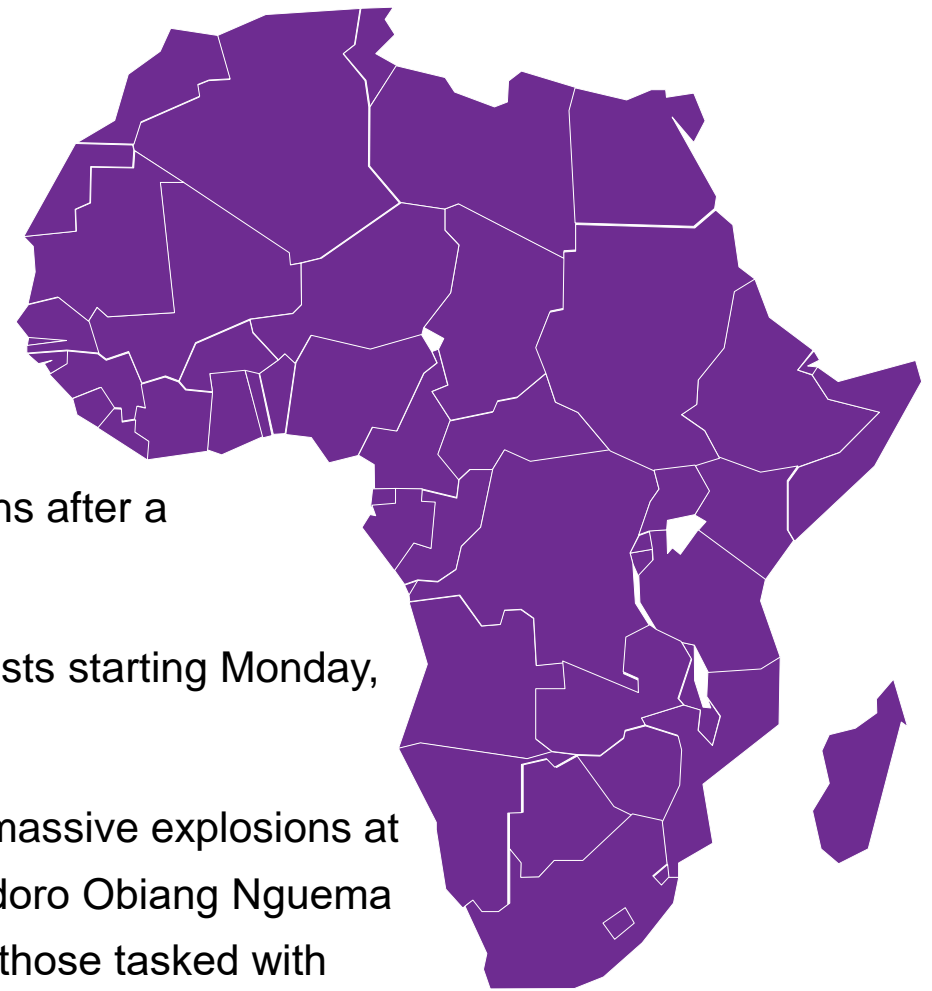 ns after a
sts starting Monday,
massive explosions at
doro Obiang Nguema
those tasked with